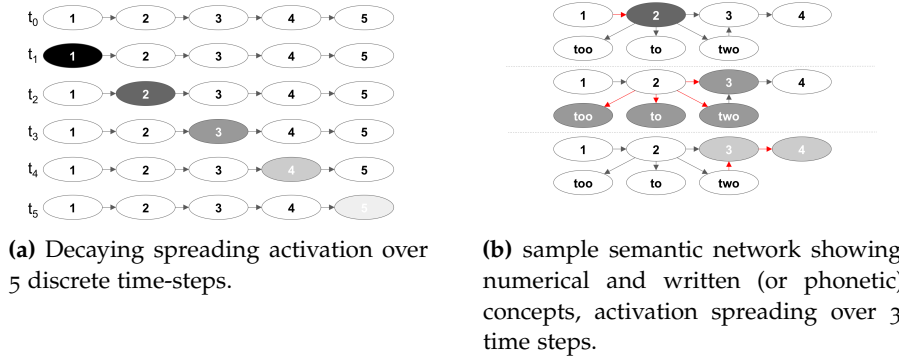 t0 1 2 3 4 5
t1 1 2 3 4 5
t2 1 2 3 4 5
t3 1 2 3 4 5
t4 1 2 3 4 5
t5 1 2 3 4 5
(a) Decaying spreading activation over
5 discrete time-steps.
1 2 3 4
too to two
1 2 3 4
too to two
1 2 3 4
too to two
(b) sample semantic network showing
numerical and written (or phonetic)
concepts, activation spreading over 3
time steps.